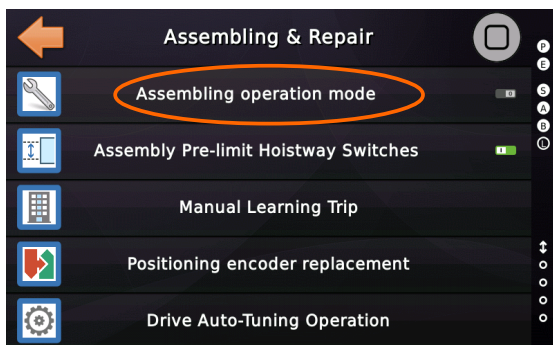 Assembling & Repair
P
E
Assembling operation mode
0
S
A
B
Assembly Pre-limit Hoistway Switches
I
L
Manual Learning Trip
Positioning encoder replacement
Drive Auto-Tuning Operation